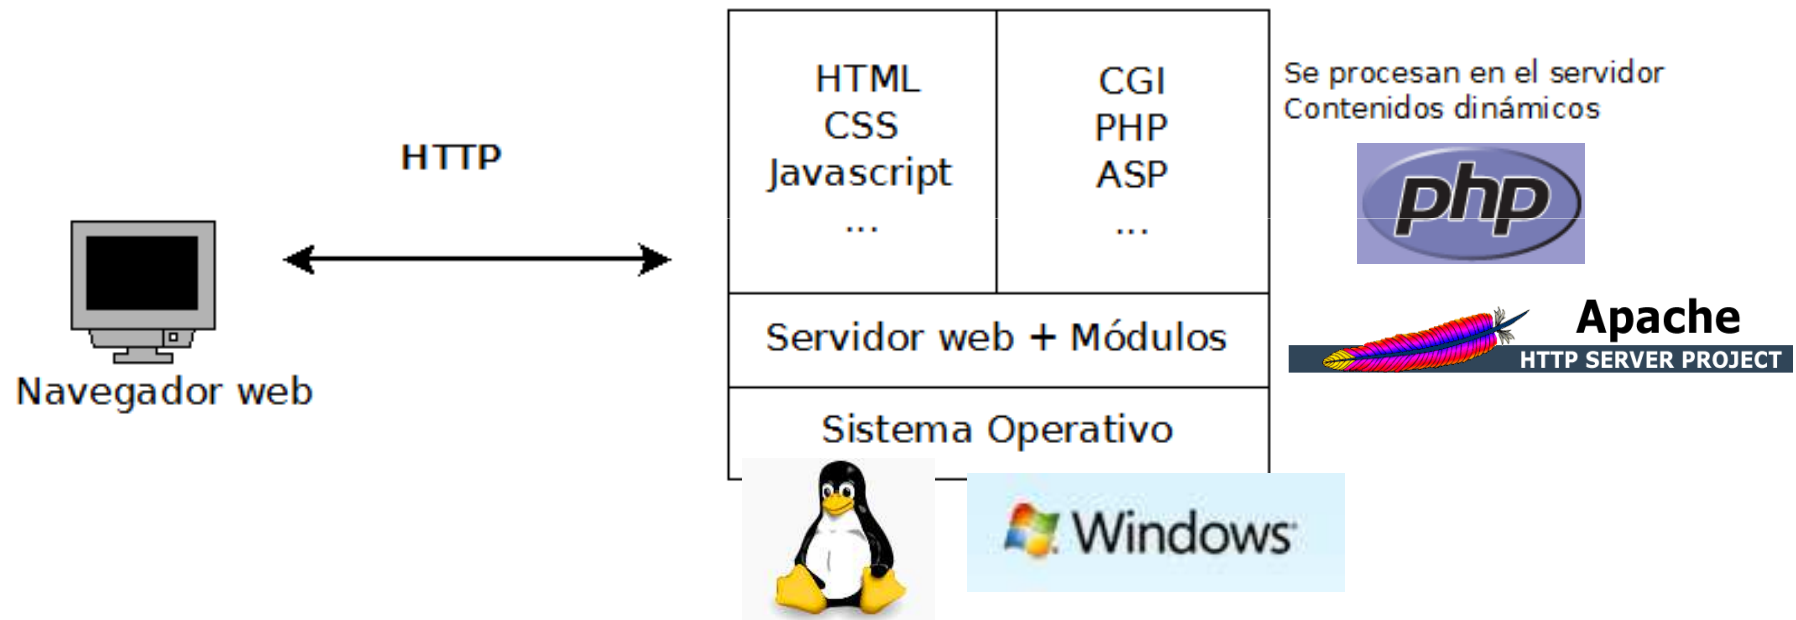 HTTP
Navegador web
HTML
CSS
Javascript
...
CGI
PHP
ASP
...
Servidor web + Módulos
Sistema Operativo
Se procesan en el servidor
Contenidos dinámicos
php
Apache
HTTP SERVER PROJECT
Windows